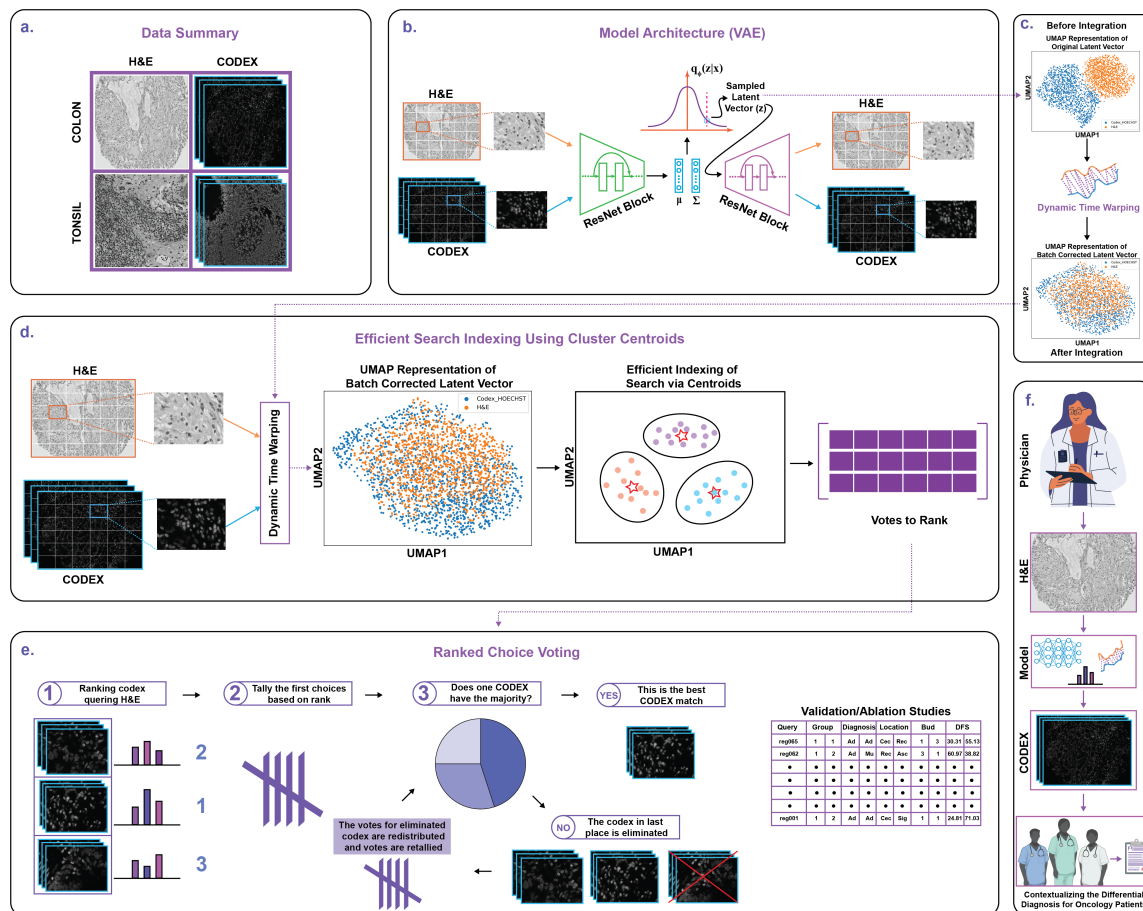 a.
Data Summary
H&E
CODEX
COLON
TONSIL
b.
Model Architecture (VAE)
H&E
CODEX
ResNet Block
qϕ(z|x)
μ
Σ
Sampled
Latent
Vector (z)
ResNet Block
H&E
CODEX
c.
Before Integration
UMAP Representation of
Original Latent Vector
UMAP2
Codex_HOECHST
H&E
UMAP1
Dynamic Time Warping
UMAP Representation of
Batch Corrected Latent Vector
UMAP2
Codex_HOECHST
H&E
UMAP1
After Integration
d.
Efficient Search Indexing Using Cluster Centroids
H&E
CODEX
Dynamic Time Warping
UMAP Representation of
Batch Corrected Latent Vector
Codex_HOECHST
H&E
UMAP2
UMAP1
Efficient Indexing of
Search via Centroids
UMAP2
UMAP1
Votes to Rank
e.
Ranked Choice Voting
1
Ranking codex
quering H&E
2
Tally the first choices
based on rank
3
Does one CODEX
have the majority?
YES
This is the best
CODEX match
2
1
3
The votes for eliminated
codex are redistributed
and votes are retallied
NO
The codex in last
place is eliminated
Validation/Ablation Studies
Query Group Diagnosis Location Bud DFS
reg065 1 1 Ad Ad Cec Rec 1 3 30.31 55.13
reg062 1 2 Ad Mu Rec Asc 3 1 60.97 38.82
reg001 1 2 Ad Ad Cec Sig 1 1 24.81 71.03
f.
Physician
H&E
Model
CODEX
Contextualizing the Differential
Diagnosis for Oncology Patient